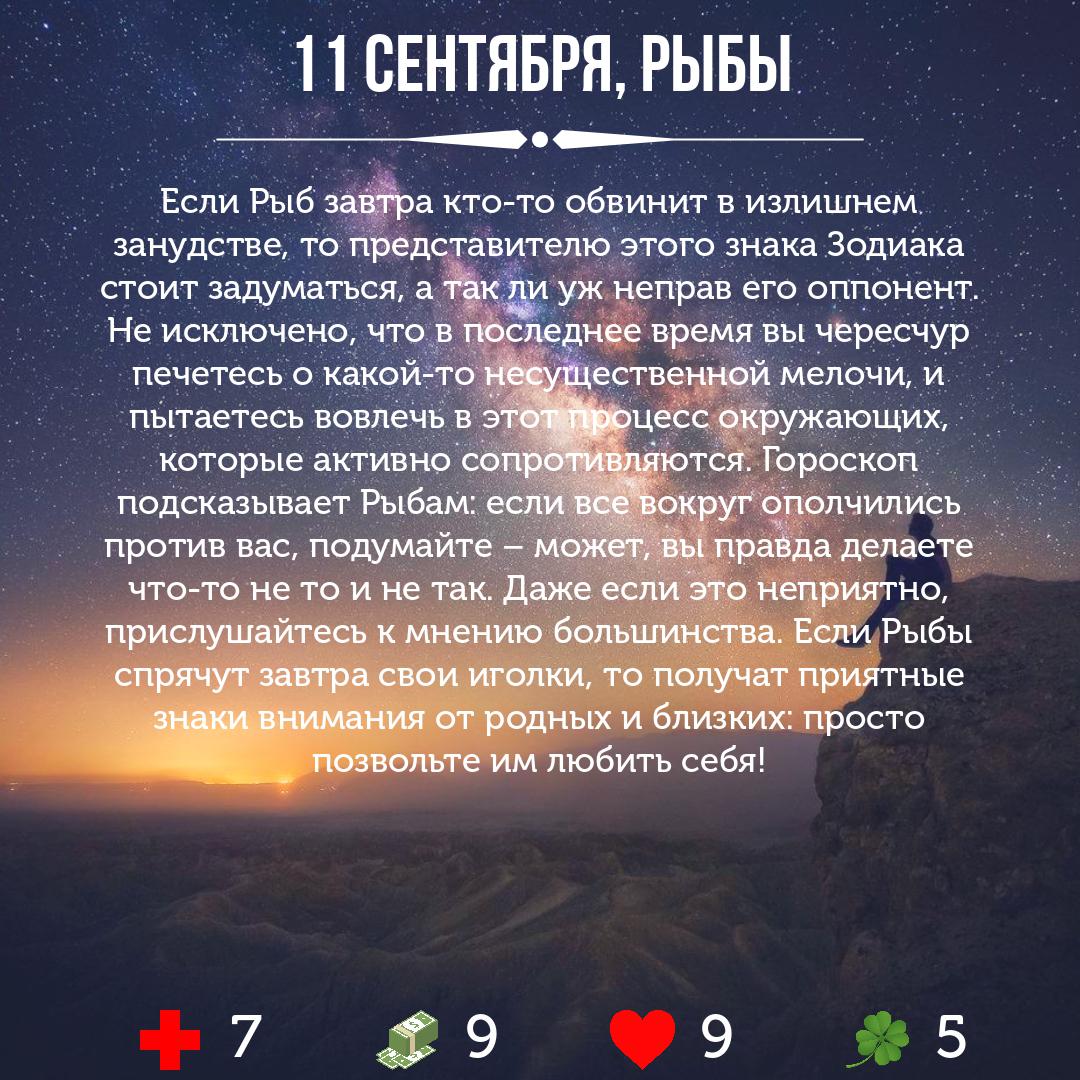 11 СЕНТЯБРЯ, РЫБЫ
Если Рыб завтра кто-то обвинит в излишнем
занудстве, то представителю этого знака Зодиака
стоит задуматься, а так ли уж неправ его оппонент.
Не исключено, что в последнее время вы чересчур
печетесь о какой-то несущественной мелочи, и
пытаетесь вовлечь в этот процесс окружающих,
которые активно сопротивляются. Гороскоп
подсказывает Рыбам: если все вокруг ополчились
против вас, подумайте – может, вы правда делаете
что-то не то и не так. Даже если это неприятно,
прислушайтесь к мнению большинства. Если Рыбы
спрячут завтра свои иголки, то получат приятные
знаки внимания от родных и близких: просто
позвольте им любить себя!
7 9 9 5